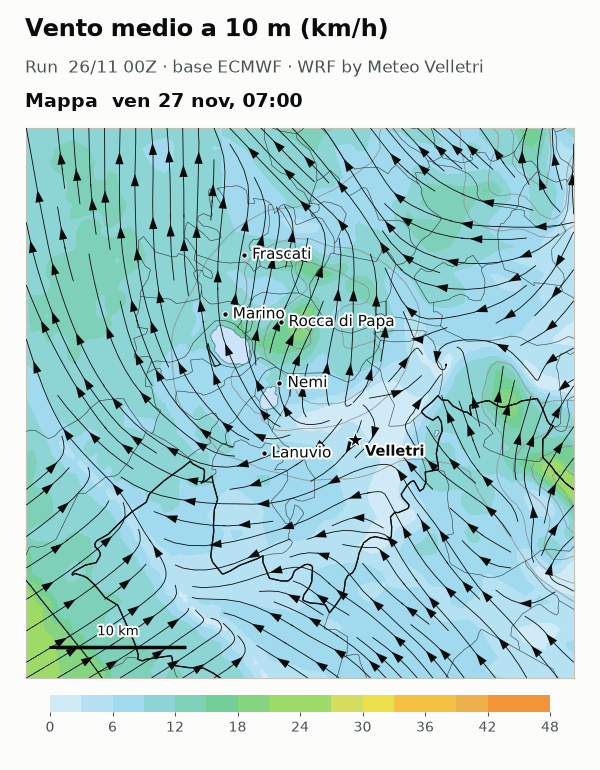 Vento medio a 10 m (km/h)
Run  26/11 00Z · base ECMWF · WRF by Meteo Velletri
Mappa  ven 27 nov, 07:00
Frascati
Marino
Rocca di Papa
Nemi
Velletri
Lanuvio
10 km
0 6 12 18 24 30 36 42 48